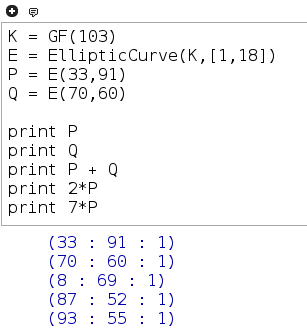 K = GF(103)
E = EllipticCurve(K,[1,18])
P = E(33,91)
Q = E(70,60)
print P
print Q
print P + Q
print 2*P
print 7*P
(33 : 91 : 1)
(70 : 60 : 1)
(8 : 69 : 1)
(87 : 52 : 1)
(93 : 55 : 1)